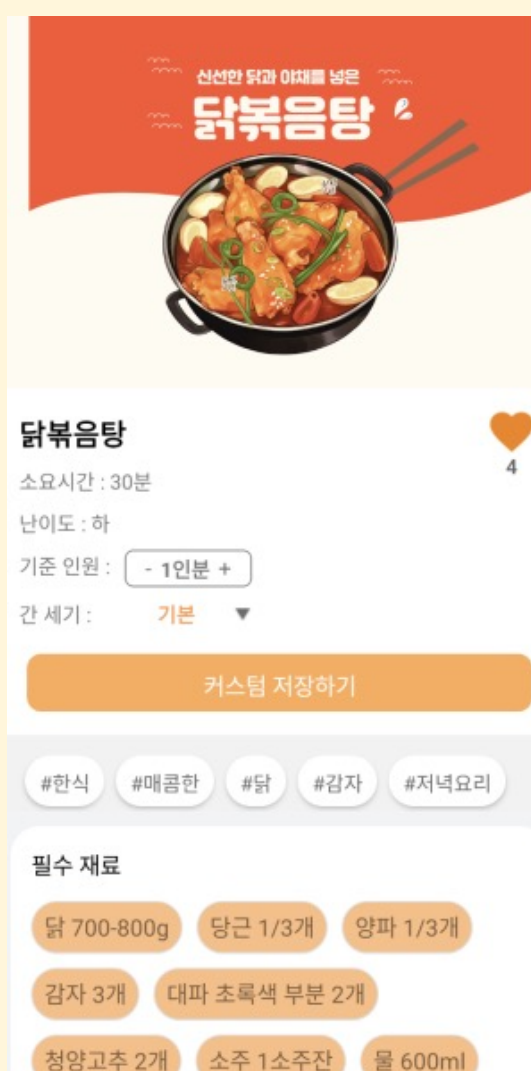 신선한 닭과 야채를 넣은
닭볶음탕
닭볶음탕
4
소요시간 : 30분
난이도 : 하
기준 인원 : - 1인분 +
간 세기 : 기본 ▼
커스텀 저장하기
#한식 #매콤한 #닭 #감자 #저녁요리
필수 재료
닭 700-800g 당근 1/3개 양파 1/3개
감자 3개 대파 초록색 부분 2개
청양고추 2개 소주 1소주잔 물 600ml